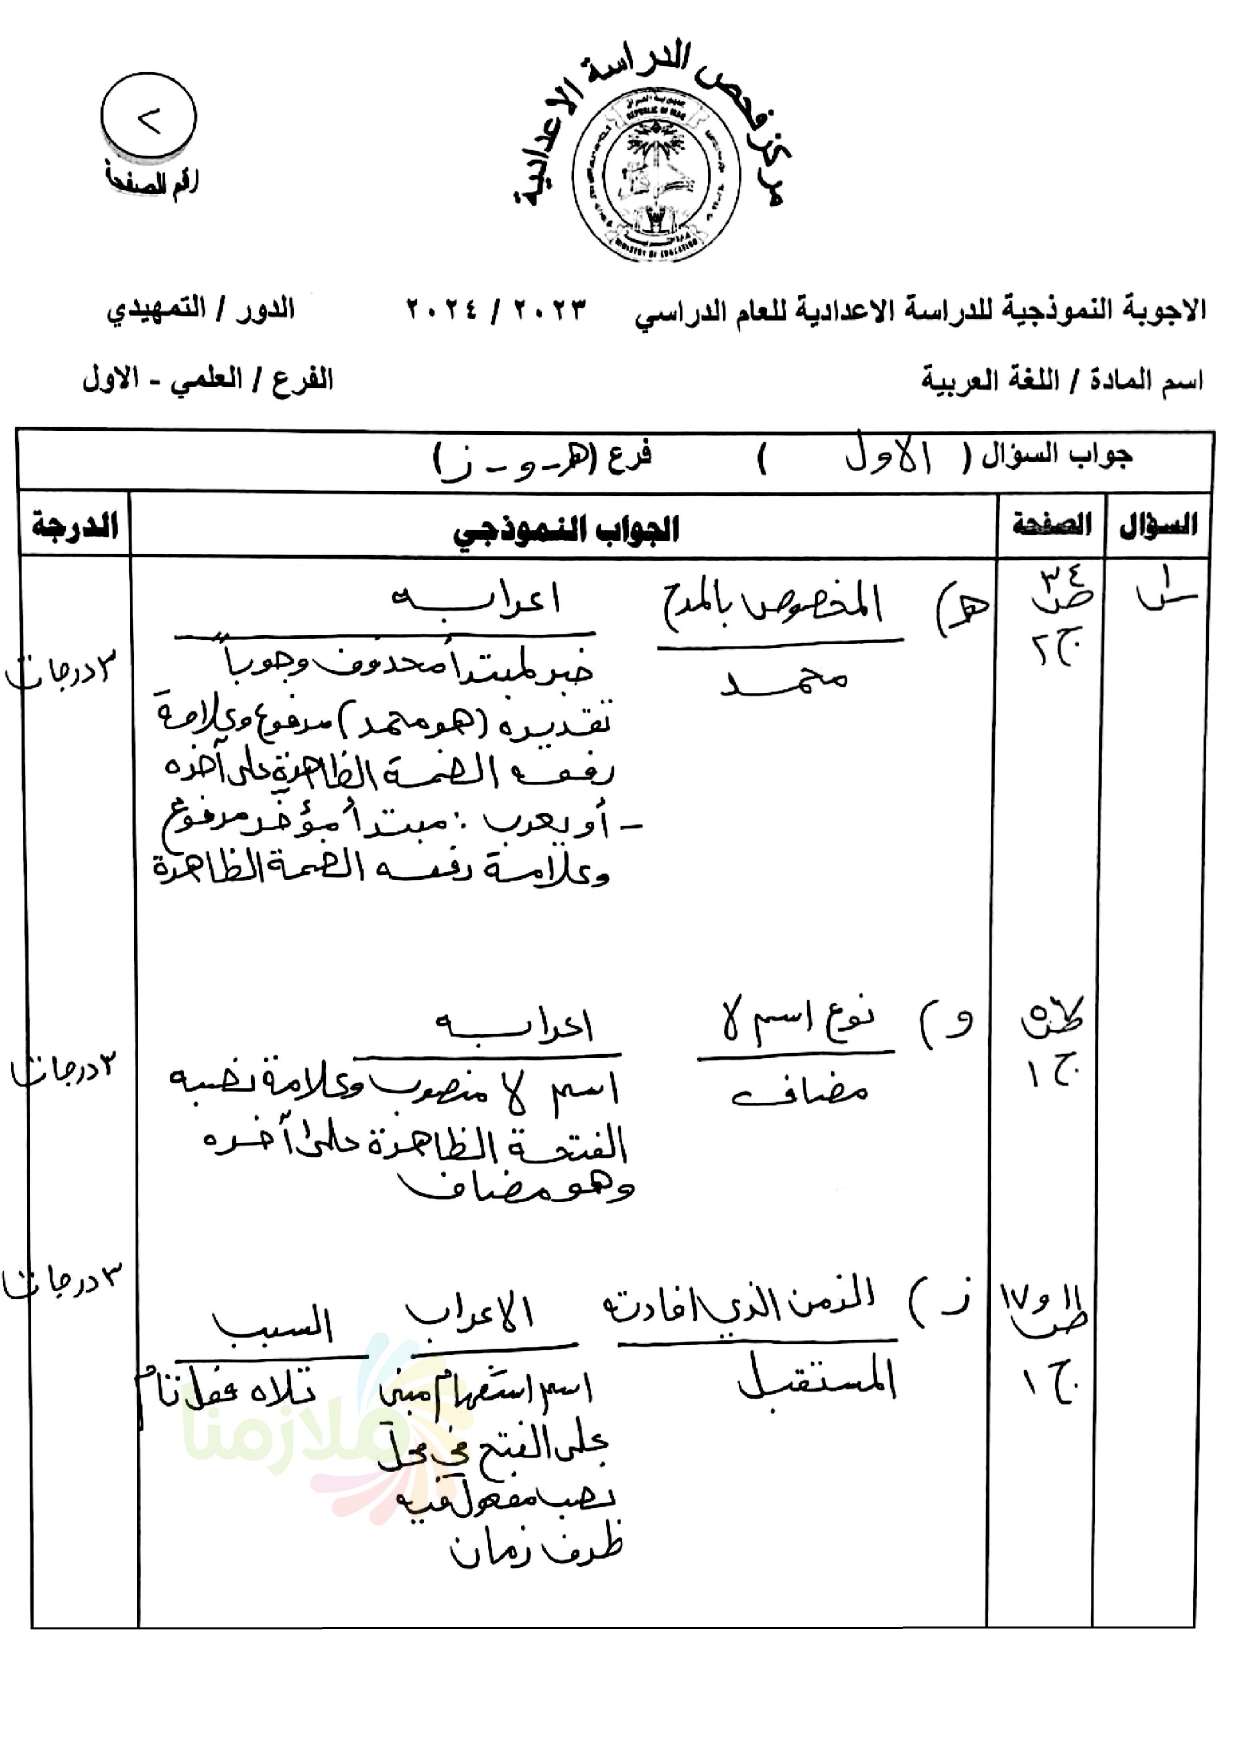 مركز فحص الدراسة الاعدادية
REPUBLIC OF IRAQ
MINISTRY OF EDUCATION
٢
رقم الصفحة
الاجوبة النموذجية للدراسة الاعدادية للعام الدراسي ٢٠٢٣ / ٢٠٢٤ الدور / التمهيدي
اسم المادة / اللغة العربية الفرع / العلمي - الاول
جواب السؤال ( الاول ) فرع (هـ - و - ز)
السؤال الصفحة الجواب النموذجي الدرجة
س١ ص٣٤ ج٢
هـ) المخصوص بالمدح اعرابه
محمد خبر لمبتدأ محذوف وجوباً ٣ درجات
تقديره (هو محمد) مرفوع وعلامة
رفعه الضمة الظاهرة على آخره
- أو يعرب : مبتدأ مؤخر مرفوع
وعلامة رفعه الضمة الظاهرة
ج١
و) نوع اسم لا اعرابه
مضاف اسم لا منصوب وعلامة نصبه ٣ درجات
الفتحة الظاهرة على آخره
وهو مضاف
ص١١ و١٧ ج١
ز) الزمن الذي افادته الاعراب السبب ٣ درجات
المستقبل اسم استفهام مبني تلاه فعل تام
على الفتح في محل
نصب مفعول فيه
ظرف زمان
ملازمنا